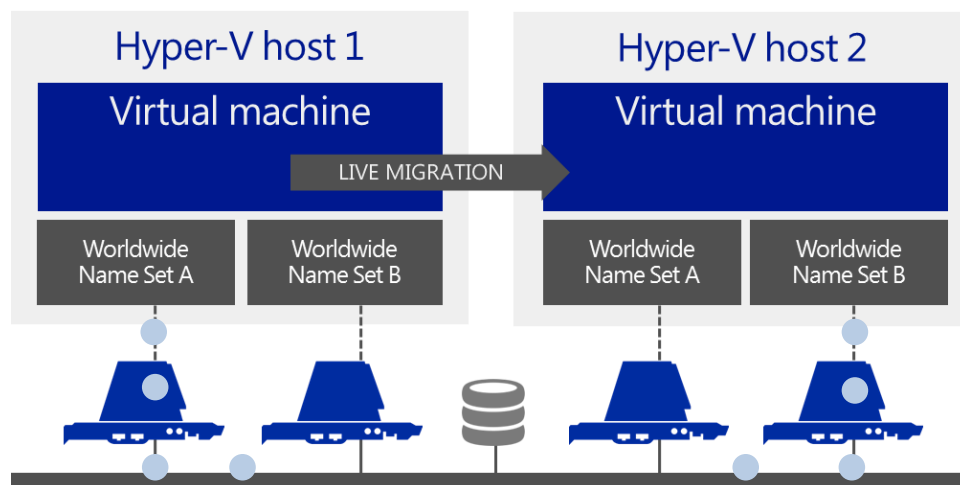 Hyper-V host 1
Virtual machine
LIVE MIGRATION
Worldwide
Name Set A
Worldwide
Name Set B
Hyper-V host 2
Virtual machine
Worldwide
Name Set A
Worldwide
Name Set B